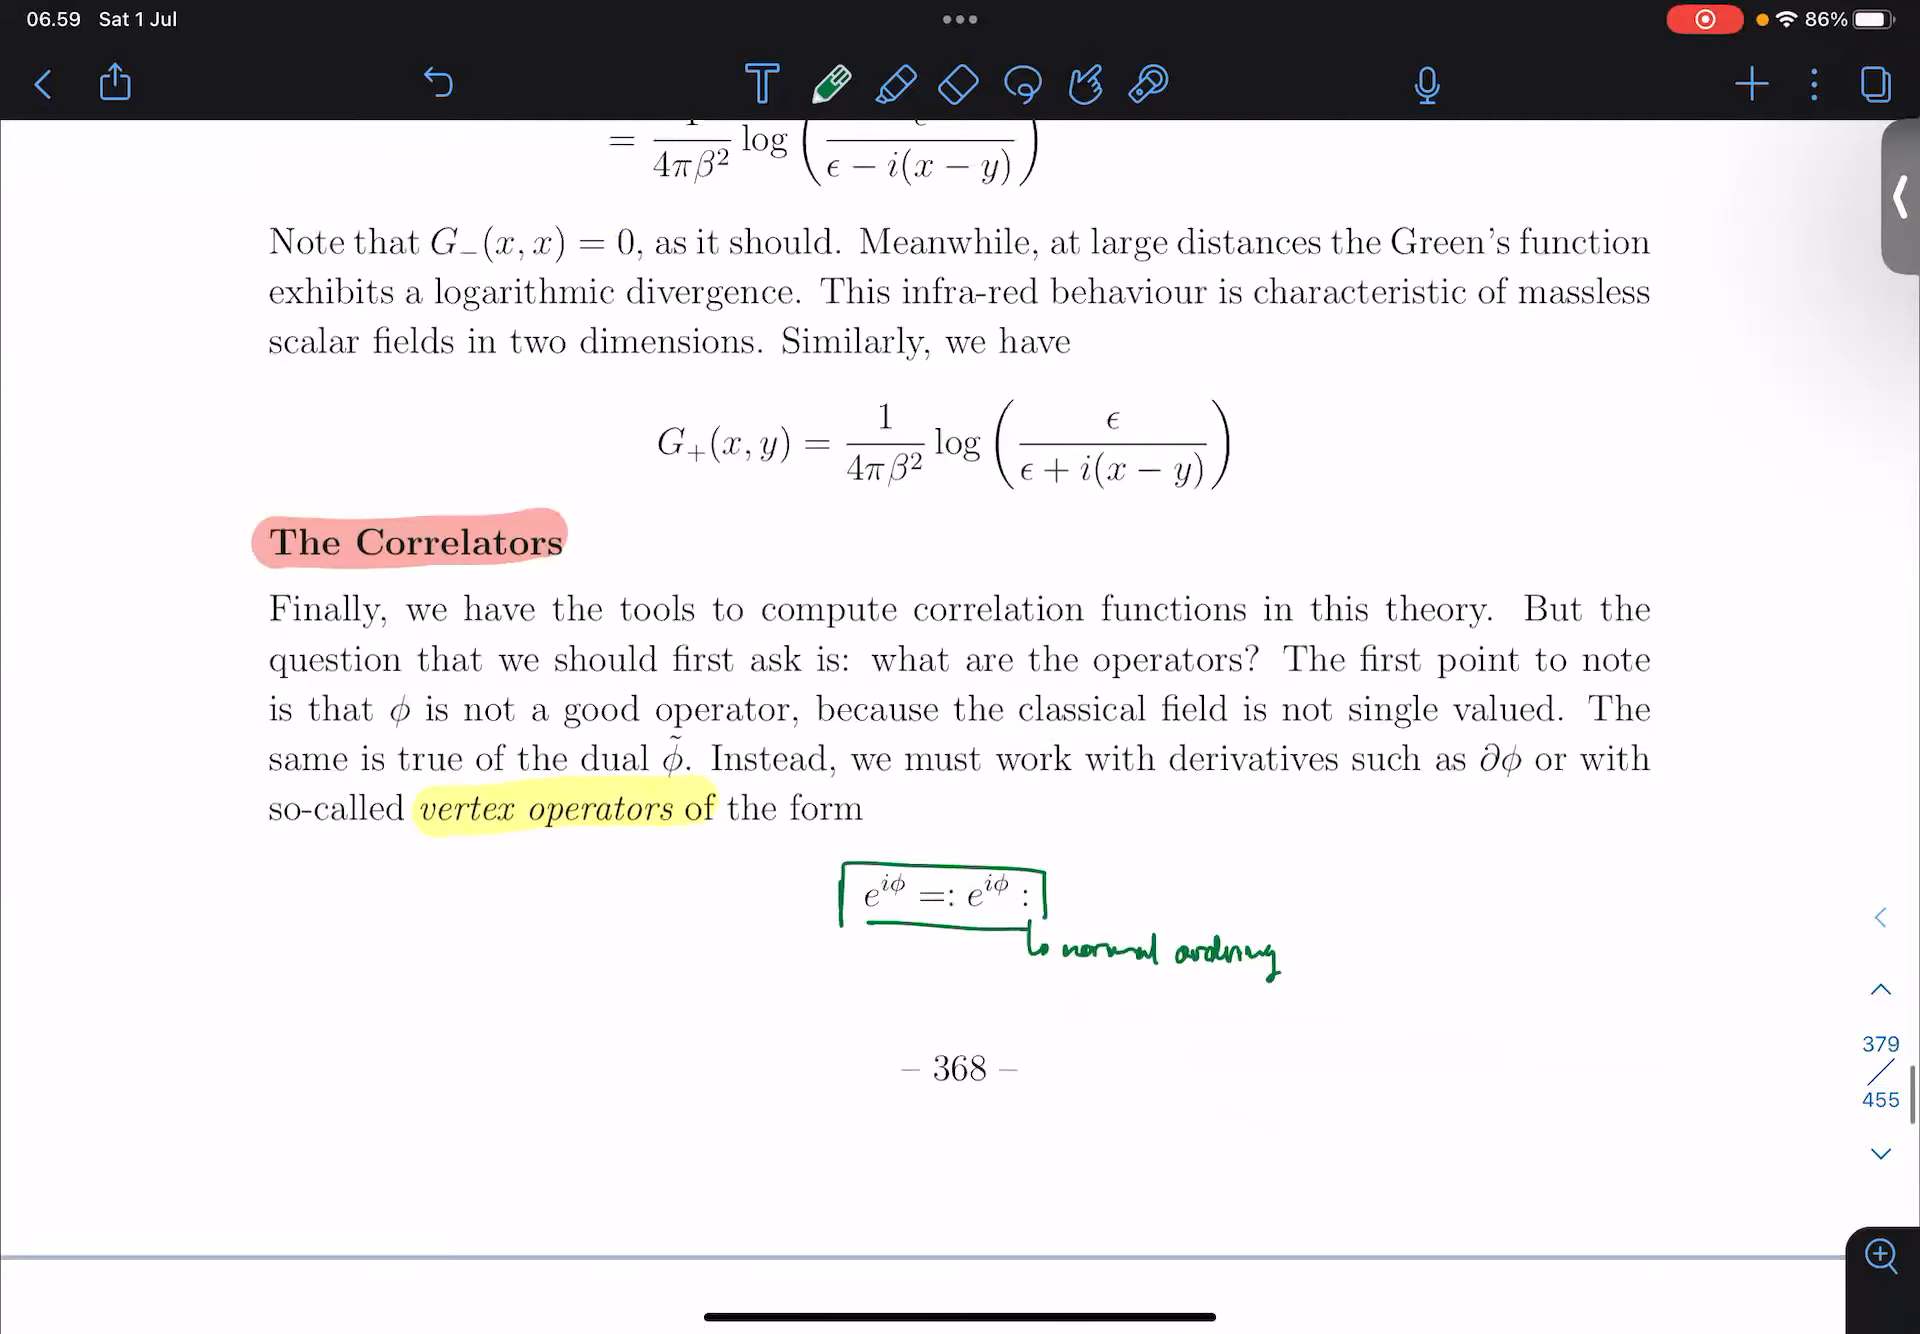 06.59 Sat 1 Jul
86%
= 1/4πβ² log ( ϵ/(ϵ − i(x − y)) )
Note that G₋(x, x) = 0, as it should. Meanwhile, at large distances the Green's function
exhibits a logarithmic divergence. This infra-red behaviour is characteristic of massless
scalar fields in two dimensions. Similarly, we have
G₊(x, y) = 1/4πβ² log ( ϵ/(ϵ + i(x − y)) )
The Correlators
Finally, we have the tools to compute correlation functions in this theory. But the
question that we should first ask is: what are the operators? The first point to note
is that ϕ is not a good operator, because the classical field is not single valued. The
same is true of the dual ϕ̃. Instead, we must work with derivatives such as ∂ϕ or with
so-called vertex operators of the form
e^{iϕ} =: e^{iϕ} :
normal ordering
– 368 –
379
/
455